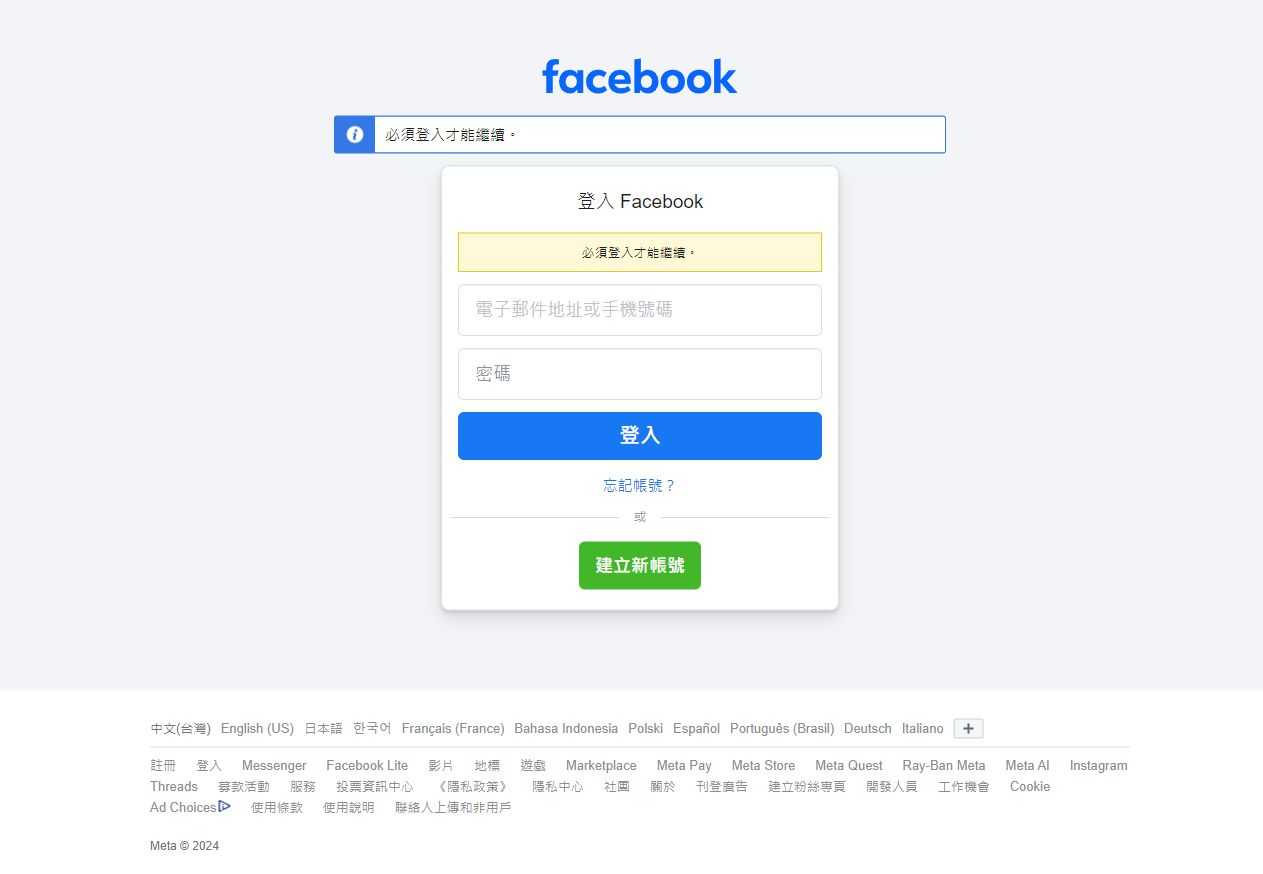 facebook
必須登入才能繼續。
登入 Facebook
必須登入才能繼續。
電子郵件地址或手機號碼
密碼
登入
忘記帳號？
或
建立新帳號
中文(台灣) English (US) 日本語 한국어 Français (France) Bahasa Indonesia Polski Español Português (Brasil) Deutsch Italiano +
註冊 登入 Messenger Facebook Lite 影片 地標 遊戲 Marketplace Meta Pay Meta Store Meta Quest Ray-Ban Meta Meta AI Instagram
Threads 募款活動 服務 投票資訊中心 《隱私政策》 隱私中心 社團 關於 刊登廣告 建立粉絲專頁 開發人員 工作機會 Cookie
Ad Choices 使用條款 使用說明 聯絡人上傳和非用戶
Meta © 2024